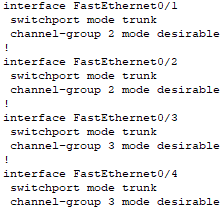 interface FastEthernet0/1
 switchport mode trunk
 channel-group 2 mode desirable
!
interface FastEthernet0/2
 switchport mode trunk
 channel-group 2 mode desirable
!
interface FastEthernet0/3
 switchport mode trunk
 channel-group 3 mode desirable
!
interface FastEthernet0/4
 switchport mode trunk
 channel-group 3 mode desirable